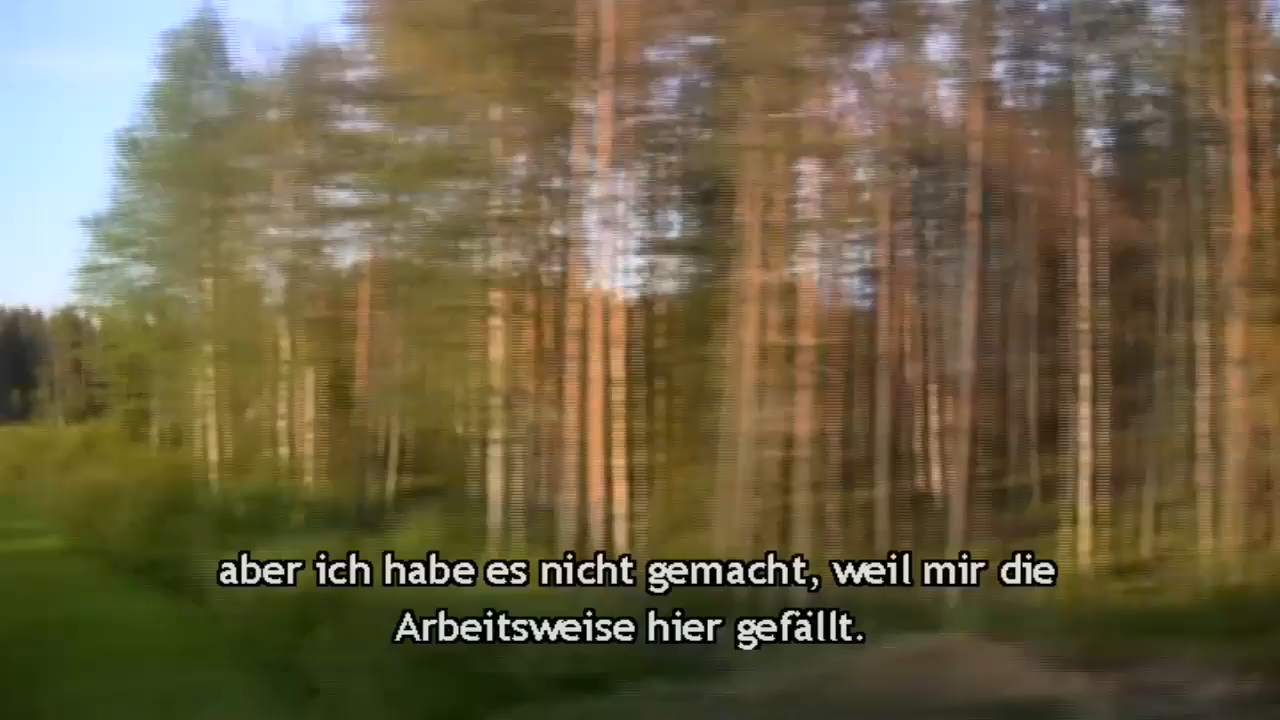 aber ich habe es nicht gemacht, weil mir die
Arbeitsweise hier gefällt.